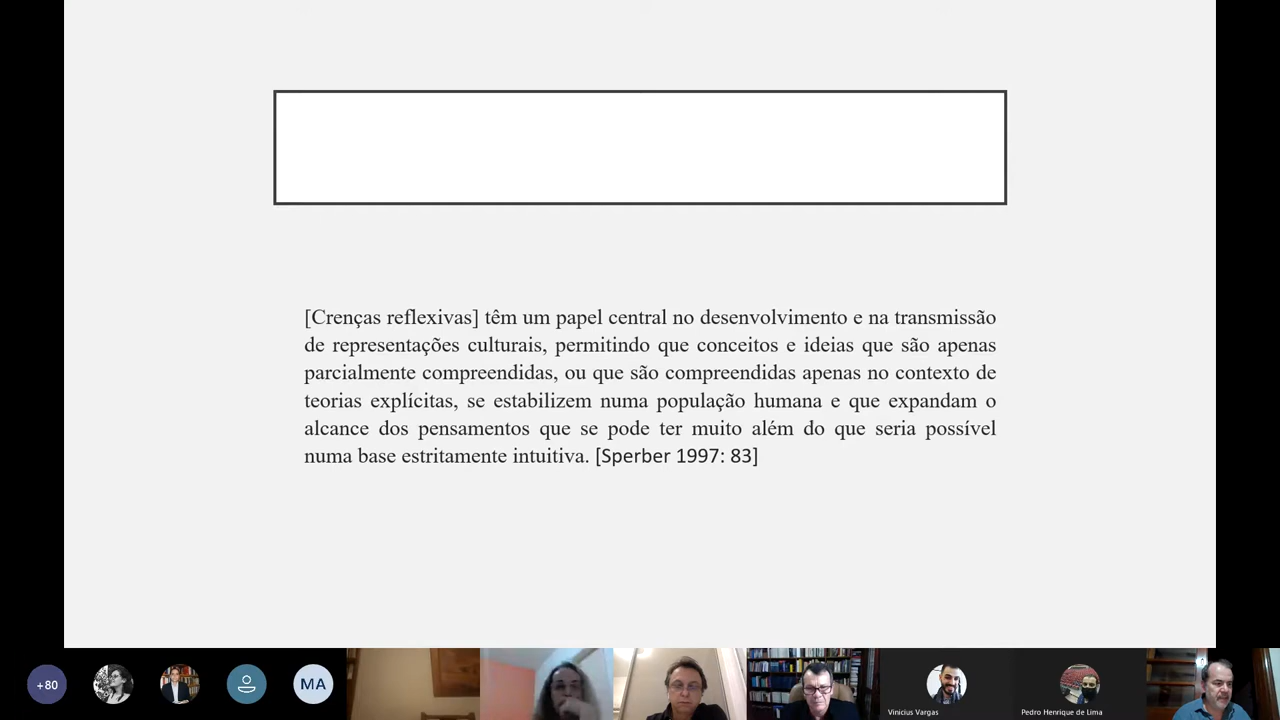 [Crenças reflexivas] têm um papel central no desenvolvimento e na transmissão
de representações culturais, permitindo que conceitos e ideias que são apenas
parcialmente compreendidas, ou que são compreendidas apenas no contexto de
teorias explícitas, se estabilizem numa população humana e que expandam o
alcance dos pensamentos que se pode ter muito além do que seria possível
numa base estritamente intuitiva. [Sperber 1997: 83]
+80
MA
Vinicius Vargas
Pedro Henrique de Lima